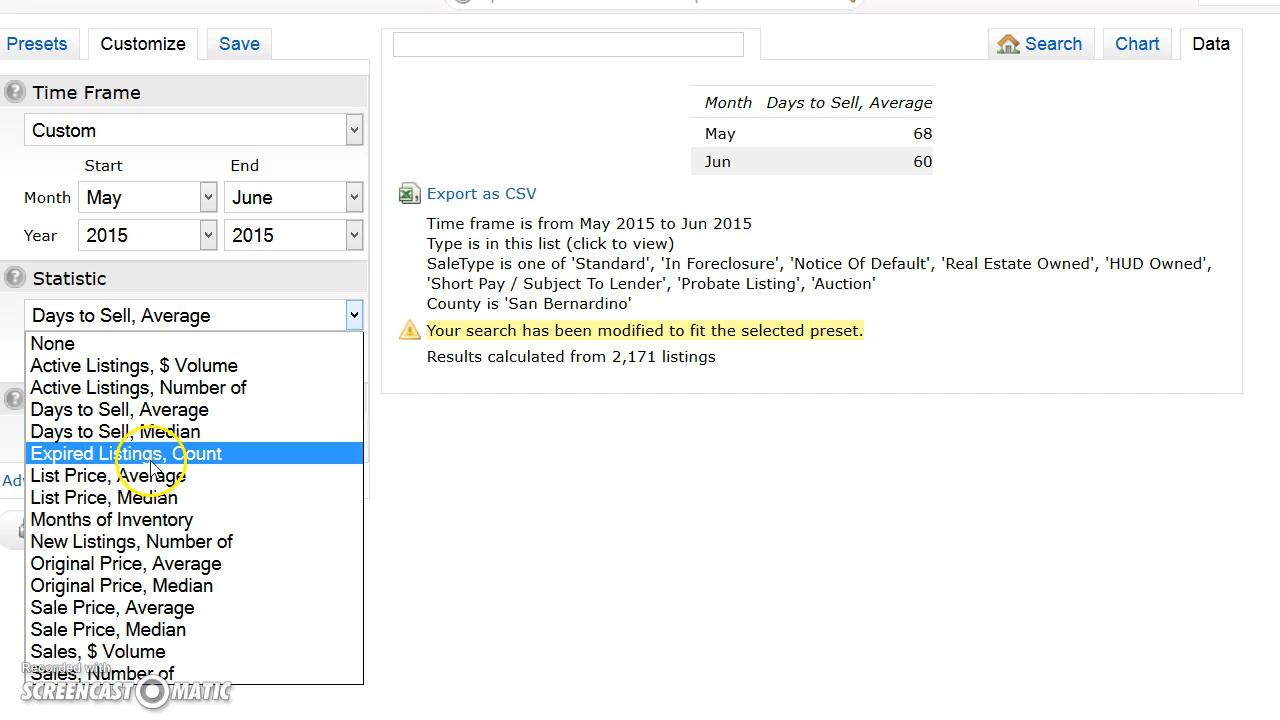 Presets Customize Save
Time Frame
Custom
Start End
Month May June
Year 2015 2015
Statistic
Days to Sell, Average
None
Active Listings, $ Volume
Active Listings, Number of
Days to Sell, Average
Days to Sell, Median
Expired Listings, Count
List Price, Average
List Price, Median
Months of Inventory
New Listings, Number of
Original Price, Average
Original Price, Median
Sale Price, Average
Sale Price, Median
Sales, $ Volume
Sales, Number of
Recorded with
SCREENCAST-O-MATIC
Search Chart Data
Month Days to Sell, Average
May 68
Jun 60
Export as CSV
Time frame is from May 2015 to Jun 2015
Type is in this list (click to view)
SaleType is one of 'Standard', 'In Foreclosure', 'Notice Of Default', 'Real Estate Owned', 'HUD Owned',
'Short Pay / Subject To Lender', 'Probate Listing', 'Auction'
County is 'San Bernardino'
Your search has been modified to fit the selected preset.
Results calculated from 2,171 listings